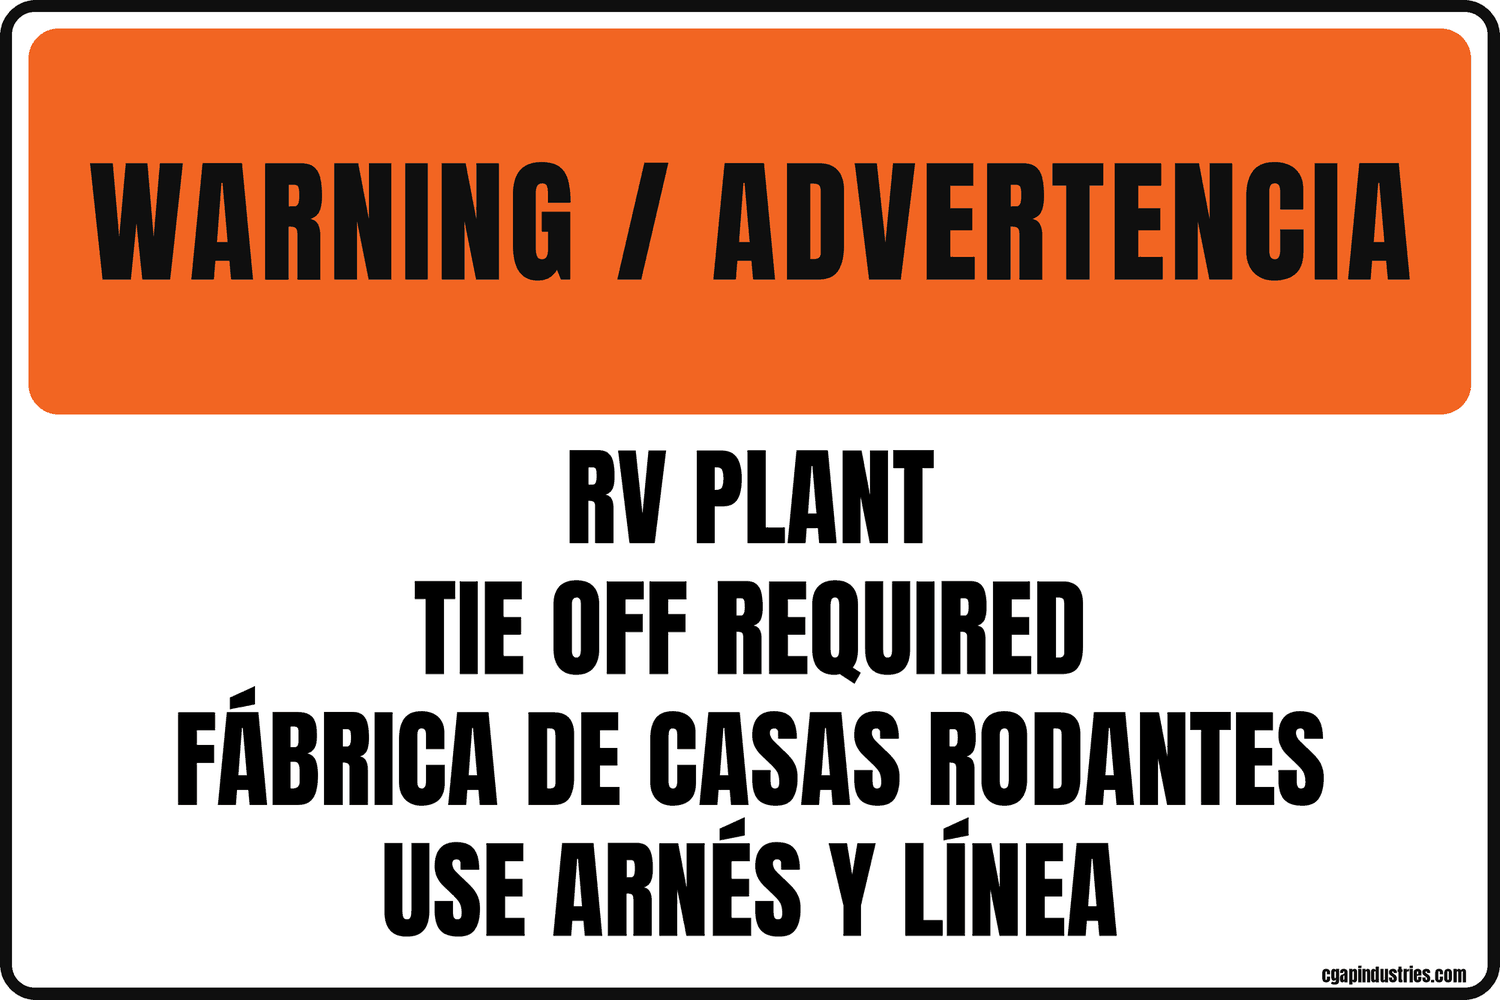 WARNING / ADVERTENCIA
RV PLANT
TIE OFF REQUIRED
FÁBRICA DE CASAS RODANTES
USE ARNÉS Y LÍNEA
cgapindustries.com